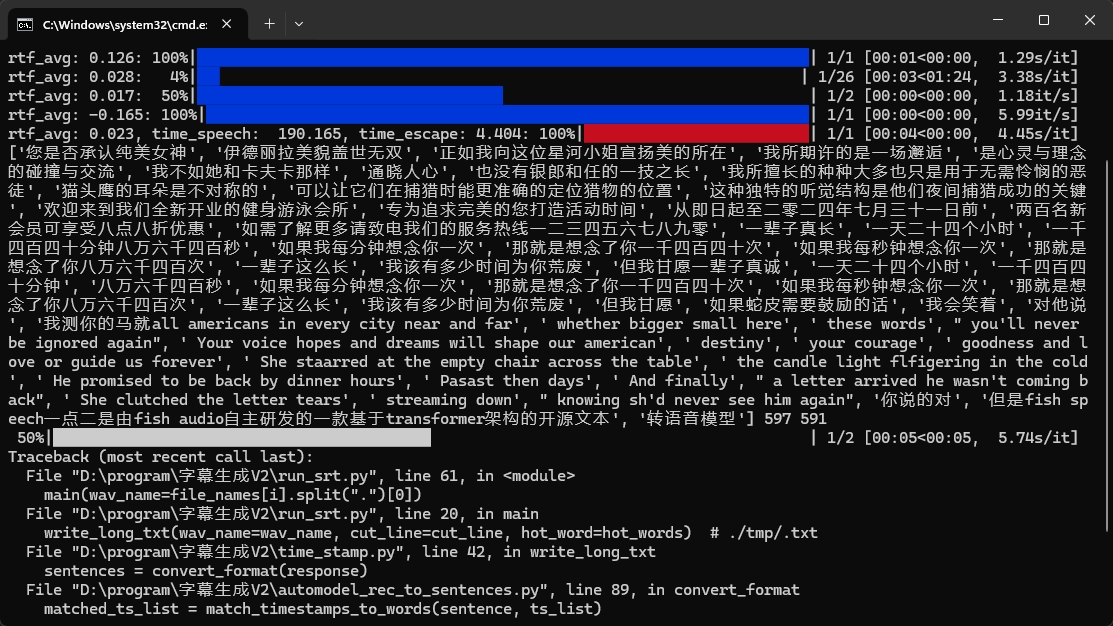 C:\Windows\system32\cmd.e
rtf_avg: 0.126: 100%| | 1/1 [00:01<00:00,  1.29s/it]
rtf_avg: 0.028:   4%| | 1/26 [00:03<01:24,  3.38s/it]
rtf_avg: 0.017:  50%| | 1/2 [00:00<00:00,  1.18it/s]
rtf_avg: -0.165: 100%| | 1/1 [00:00<00:00,  5.99it/s]
rtf_avg: 0.023, time_speech:  190.165, time_escape: 4.404: 100%| | 1/1 [00:04<00:00,  4.45s/it]
['您是否承认纯美女神', '伊德丽拉美貌盖世无双', '正如我向这位星河小姐宣扬美的所在', '我所期许的是一场邂逅', '是心灵与理念
的碰撞与交流', '我不如她和卡夫卡那样', '通晓人心', '也没有银郎和任的一技之长', '我所擅长的种种大多也只是用于无需怜悯的恶
徒', '猫头鹰的耳朵是不对称的', '可以让它们在捕猎时能更准确的定位猎物的位置', '这种独特的听觉结构是他们夜间捕猎成功的关键
', '欢迎来到我们全新开业的健身游泳会所', '专为追求完美的您打造活动时间', '从即日起至二零二四年七月三十一日前', '两百名新
会员可享受八点八折优惠', '如需了解更多请致电我们的服务热线一二三四五六七八九零', '一辈子真长', '一天二十四个小时', '一千
四百四十分钟八万六千四百秒', '如果我每分钟想念你一次', '那就是想念了你一千四百四十次', '如果我每秒钟想念你一次', '那就是
想念了你八万六千四百次', '一辈子这么长', '我该有多少时间为你荒废', '但我甘愿一辈子真诚', '一天二十四个小时', '一千四百四
十分钟', '八万六千四百秒', '如果我每分钟想念你一次', '那就是想念了你一千四百四十次', '如果我每秒钟想念你一次', '那就是想
念了你八万六千四百次', '一辈子这么长', '我该有多少时间为你荒废', '但我甘愿', '如果蛇皮需要鼓励的话', '我会笑着', '对他说
', '我测你的马就all americans in every city near and far', ' whether bigger small here', ' these words', " you'll never
be ignored again", ' Your voice hopes and dreams will shape our american', ' destiny', ' your courage', ' goodness and l
ove or guide us forever', ' She staarred at the empty chair across the table', ' the candle light flfigering in the cold
', ' He promised to be back by dinner hours', ' Pasast then days', ' And finally', " a letter arrived he wasn't coming b
ack", ' She clutched the letter tears', ' streaming down', " knowing sh'd never see him again", '你说的对', '但是fish sp
eech一点二是由fish audio自主研发的一款基于transformer架构的开源文本', '转语音模型'] 597 591
50%| | 1/2 [00:05<00:05,  5.74s/it]
Traceback (most recent call last):
  File "D:\program\字幕生成V2\run_srt.py", line 61, in <module>
    main(wav_name=file_names[i].split(".")[0])
  File "D:\program\字幕生成V2\run_srt.py", line 20, in main
    write_long_txt(wav_name=wav_name, cut_line=cut_line, hot_word=hot_words)  # ./tmp/.txt
  File "D:\program\字幕生成V2\time_stamp.py", line 42, in write_long_txt
    sentences = convert_format(response)
  File "D:\program\字幕生成V2\automodel_rec_to_sentences.py", line 89, in convert_format
    matched_ts_list = match_timestamps_to_words(sentence, ts_list)